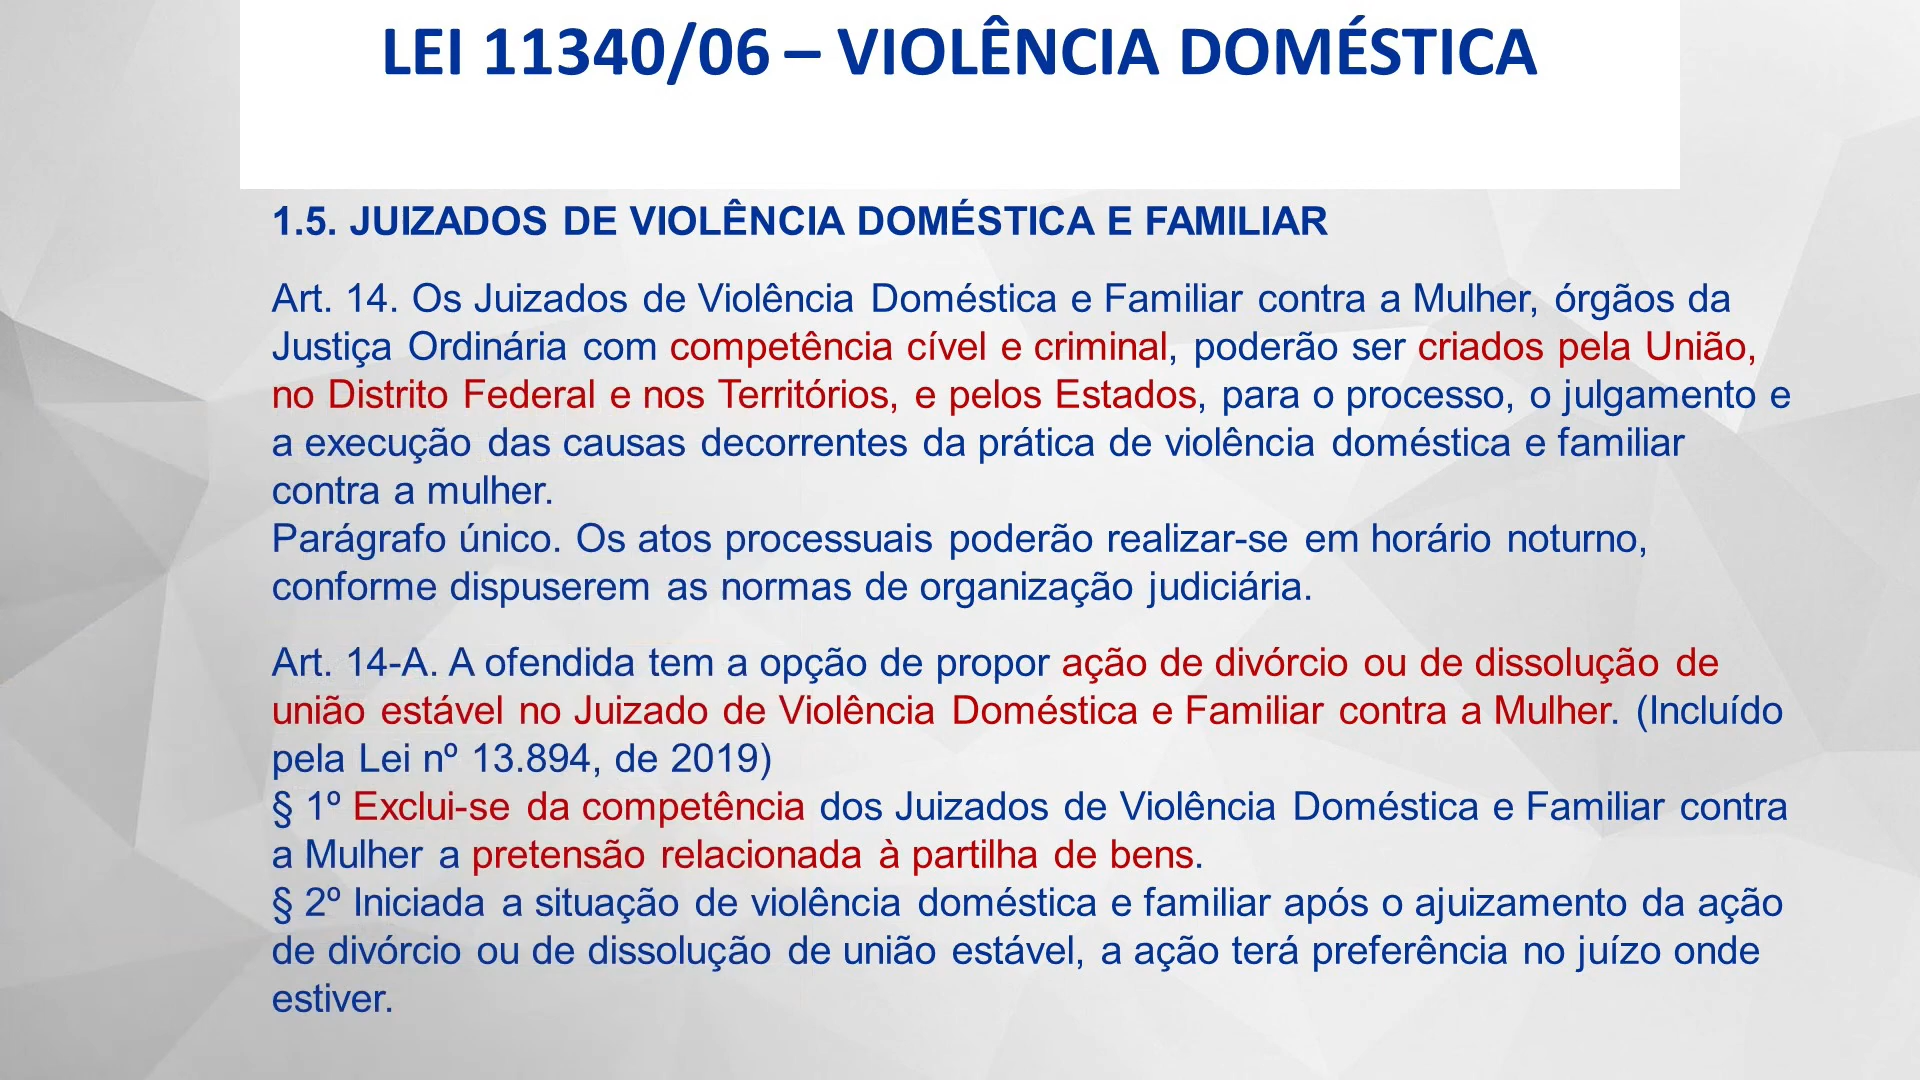 LEI 11340/06 – VIOLÊNCIA DOMÉSTICA
1.5. JUIZADOS DE VIOLÊNCIA DOMÉSTICA E FAMILIAR
Art. 14. Os Juizados de Violência Doméstica e Familiar contra a Mulher, órgãos da
Justiça Ordinária com competência cível e criminal, poderão ser criados pela União,
no Distrito Federal e nos Territórios, e pelos Estados, para o processo, o julgamento e
a execução das causas decorrentes da prática de violência doméstica e familiar
contra a mulher.
Parágrafo único. Os atos processuais poderão realizar-se em horário noturno,
conforme dispuserem as normas de organização judiciária.
Art. 14-A. A ofendida tem a opção de propor ação de divórcio ou de dissolução de
união estável no Juizado de Violência Doméstica e Familiar contra a Mulher. (Incluído
pela Lei nº 13.894, de 2019)
§ 1º Exclui-se da competência dos Juizados de Violência Doméstica e Familiar contra
a Mulher a pretensão relacionada à partilha de bens.
§ 2º Iniciada a situação de violência doméstica e familiar após o ajuizamento da ação
de divórcio ou de dissolução de união estável, a ação terá preferência no juízo onde
estiver.